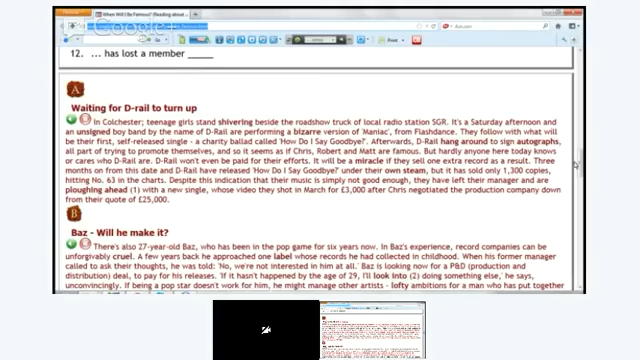 When Will I Be Famous? (Reading about
Google+
Ask.com
Print
12. ... has lost a member _____
A
Waiting for D-rail to turn up
In Colchester; teenage girls stand shivering beside the roadshow truck of local radio station SGR. It's a Saturday afternoon and
an unsigned boy band by the name of D-Rail are performing a bizarre version of 'Maniac', from Flashdance. They follow with what will
be their first, self-released single - a charity ballad called 'How Do I Say Goodbye?'. Afterwards, D-Rail hang around to sign autographs,
all part of trying to promote themselves, and so it seems as if Chris, Robert and Matt are famous. But hardly anyone here today knows
or cares who D-Rail are. D-Rail won't even be paid for their efforts. It will be a miracle if they sell one extra record as a result. Three
months on from this date and D-Rail have released 'How Do I Say Goodbye?' under their own steam, but it has sold only 1,300 copies,
hitting No. 63 in the charts. Despite this indication that their music is simply not good enough, they have left their manager and are
ploughing ahead (1) with a new single, whose video they shot in March for £3,000 after Chris negotiated the production company down
from their quote of £25,000.
B
Baz - Will he make it?
There's also 27-year-old Baz, who has been in the pop game for six years now. In Baz's experience, record companies can be
unforgivably cruel. A few years back he approached one label whose records he had collected in childhood. When his former manager
called to ask their thoughts, he was told: 'No, we're not interested in him at all.' Baz is looking now for a P&D (production and
distribution) deal, to pay for his releases. 'If it hasn't happened by the age of 29, I'll look into (2) doing something else,' he says,
unconvincingly. If being a pop star doesn't work for him, he might manage other artists - lofty ambitions for a man who has put together